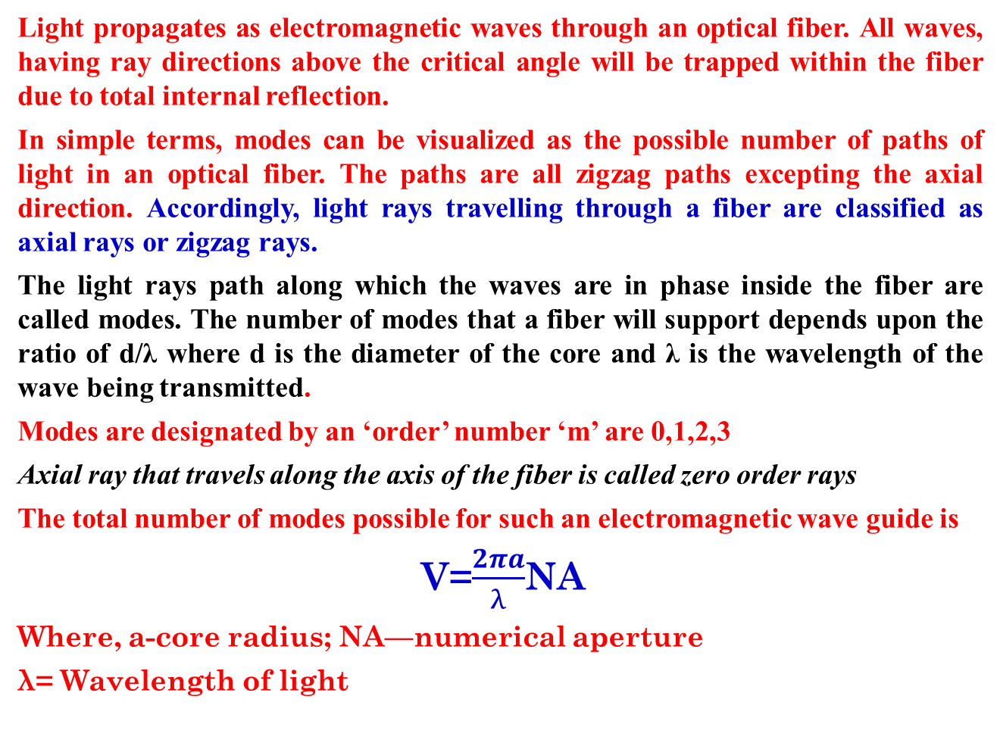 Light propagates as electromagnetic waves through an optical fiber. All waves,
having ray directions above the critical angle will be trapped within the fiber
due to total internal reflection.
In simple terms, modes can be visualized as the possible number of paths of
light in an optical fiber. The paths are all zigzag paths excepting the axial
direction. Accordingly, light rays travelling through a fiber are classified as
axial rays or zigzag rays.
The light rays path along which the waves are in phase inside the fiber are
called modes. The number of modes that a fiber will support depends upon the
ratio of d/λ where d is the diameter of the core and λ is the wavelength of the
wave being transmitted.
Modes are designated by an ‘order’ number ‘m’ are 0,1,2,3
Axial ray that travels along the axis of the fiber is called zero order rays
The total number of modes possible for such an electromagnetic wave guide is
V=2πa/λ NA
Where, a-core radius; NA—numerical aperture
λ= Wavelength of light